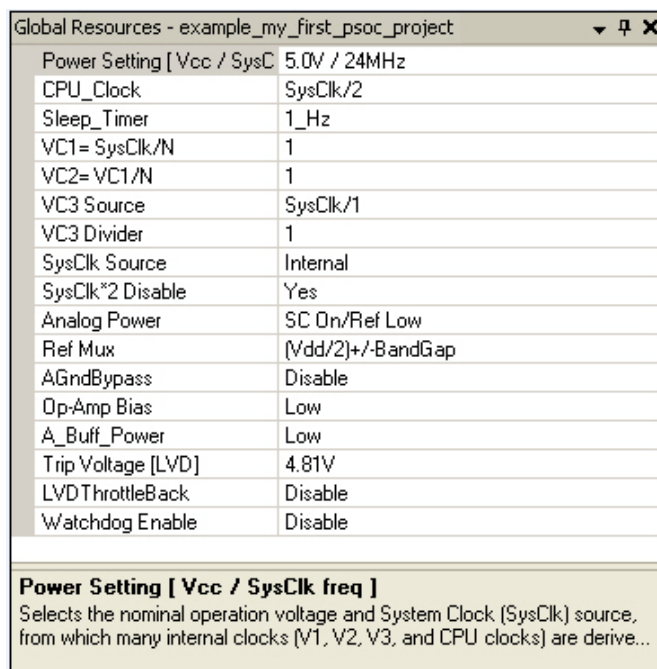 Global Resources - example_my_first_psoc_project
Power Setting [ Vcc / SysC 5.0V / 24MHz
CPU_Clock SysClk/2
Sleep_Timer 1_Hz
VC1= SysClk/N 1
VC2= VC1/N 1
VC3 Source SysClk/1
VC3 Divider 1
SysClk Source Internal
SysClk*2 Disable Yes
Analog Power SC On/Ref Low
Ref Mux (Vdd/2)+/-BandGap
AGndBypass Disable
Op-Amp Bias Low
A_Buff_Power Low
Trip Voltage [LVD] 4.81V
LVDThrottleBack Disable
Watchdog Enable Disable
Power Setting [ Vcc / SysClk freq ]
Selects the nominal operation voltage and System Clock (SysClk) source,
from which many internal clocks (V1, V2, V3, and CPU clocks) are derive...